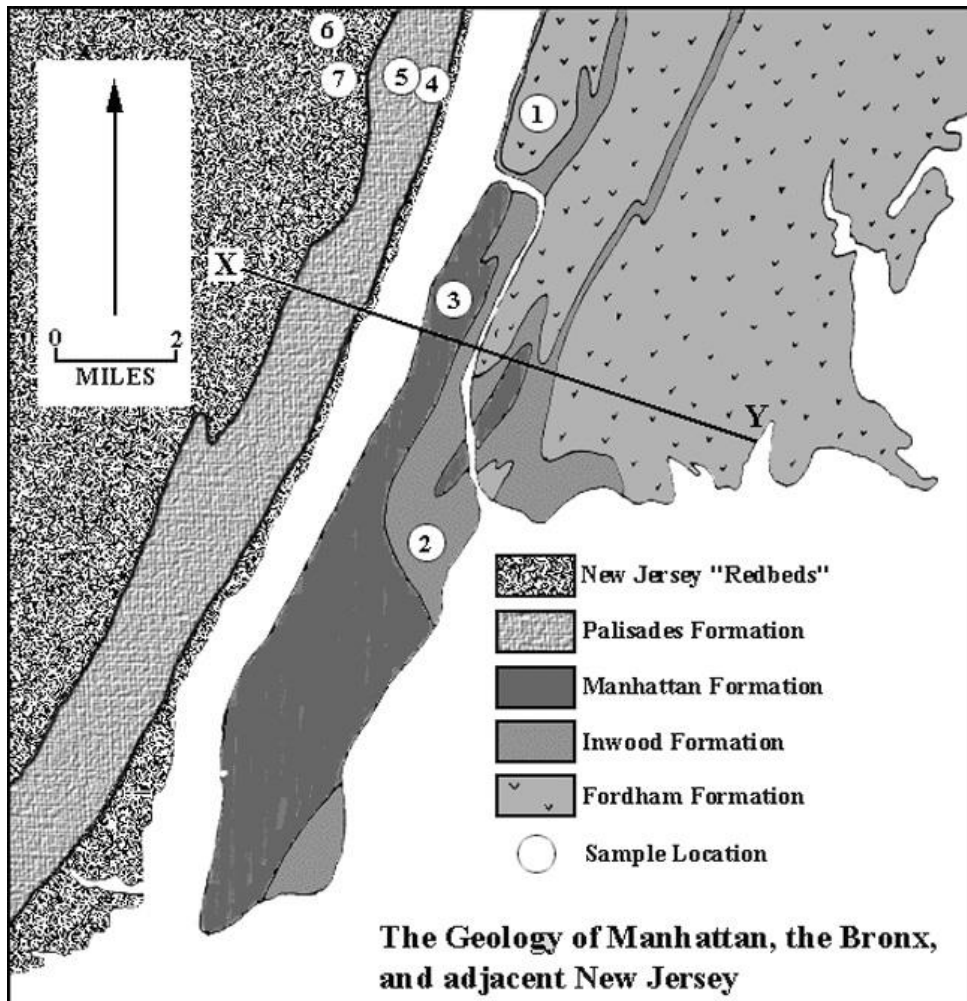 6
7
5
4
1
X
3
0
2
MILES
Y
2
New Jersey "Redbeds"
Palisades Formation
Manhattan Formation
Inwood Formation
Fordham Formation
Sample Location
The Geology of Manhattan, the Bronx,
and adjacent New Jersey